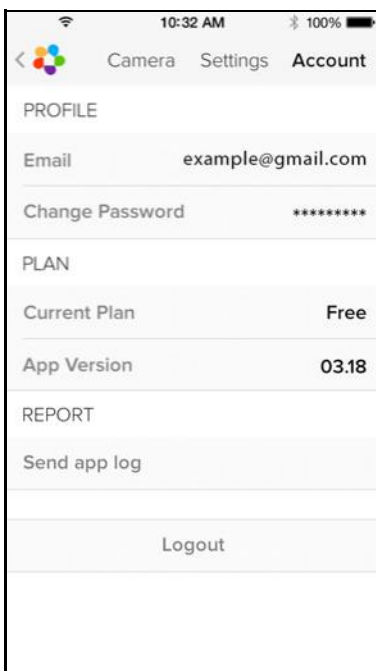 10:32 AM 100%
< Camera Settings Account
PROFILE
Email example@gmail.com
Change Password *********
PLAN
Current Plan Free
App Version 03.18
REPORT
Send app log
Logout